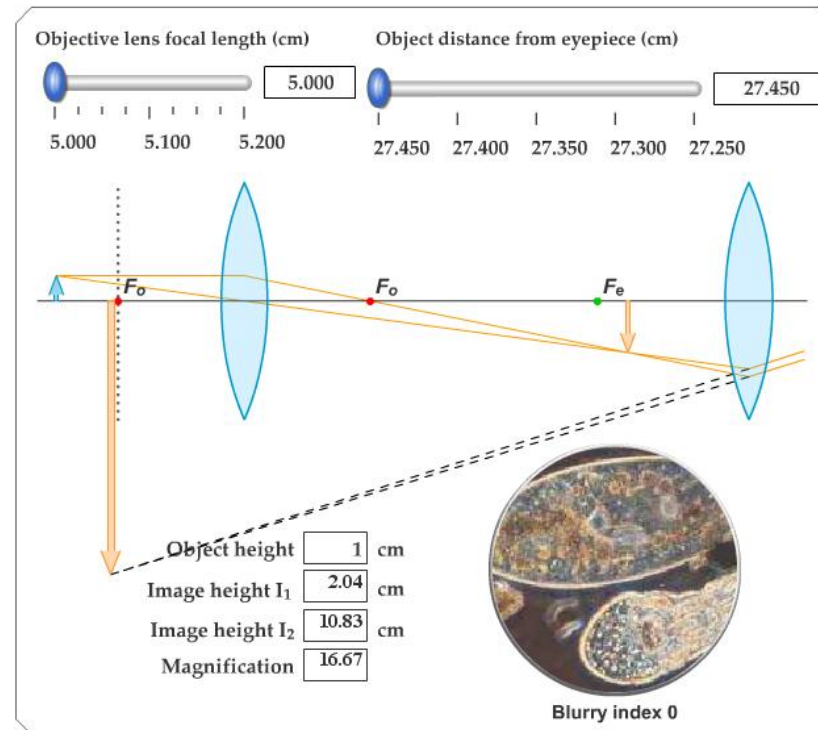 Objective lens focal length (cm)
5.000
5.000 5.100 5.200
Object distance from eyepiece (cm)
27.450
27.450 27.400 27.350 27.300 27.250
Fo Fo Fe
Object height 1 cm
Image height I1 2.04 cm
Image height I2 10.83 cm
Magnification 16.67
Blurry index 0